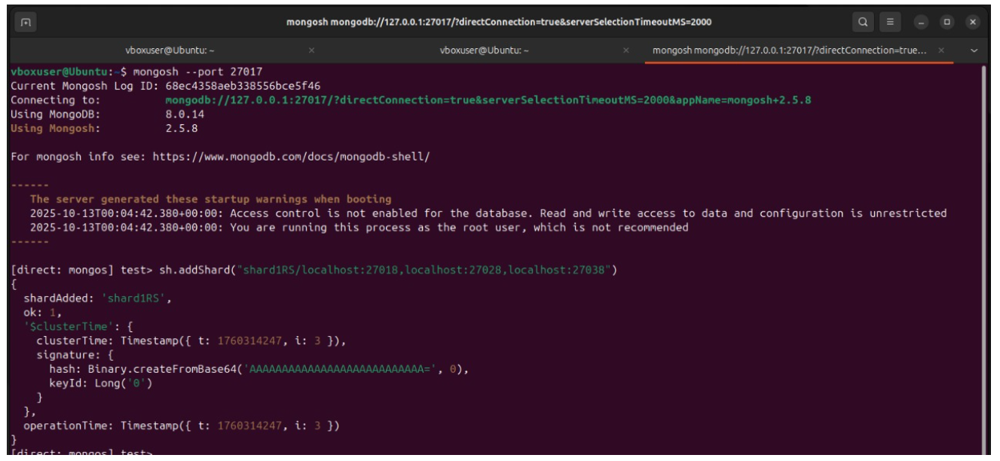 mongosh mongodb://127.0.0.1:27017/?directConnection=true&serverSelectionTimeoutMS=2000
vboxuser@Ubuntu: ~
vboxuser@Ubuntu: ~
mongosh mongodb://127.0.0.1:27017/?directConnection=true...
vboxuser@Ubuntu:~$ mongosh --port 27017
Current Mongosh Log ID: 68ec4358aeb338556bce5f46
Connecting to: mongodb://127.0.0.1:27017/?directConnection=true&serverSelectionTimeoutMS=2000&appName=mongosh+2.5.8
Using MongoDB: 8.0.14
Using Mongosh: 2.5.8
For mongosh info see: https://www.mongodb.com/docs/mongodb-shell/
------
The server generated these startup warnings when booting
2025-10-13T00:04:42.380+00:00: Access control is not enabled for the database. Read and write access to data and configuration is unrestricted
2025-10-13T00:04:42.380+00:00: You are running this process as the root user, which is not recommended
------
[direct: mongos] test> sh.addShard("shard1RS/localhost:27018,localhost:27028,localhost:27038")
{
  shardAdded: 'shard1RS',
  ok: 1,
  '$clusterTime': {
    clusterTime: Timestamp({ t: 1760314247, i: 3 }),
    signature: {
      hash: Binary.createFromBase64('AAAAAAAAAAAAAAAAAAAAAAAAAAA=', 0),
      keyId: Long('0')
    }
  },
  operationTime: Timestamp({ t: 1760314247, i: 3 })
}
[direct: mongos] test>